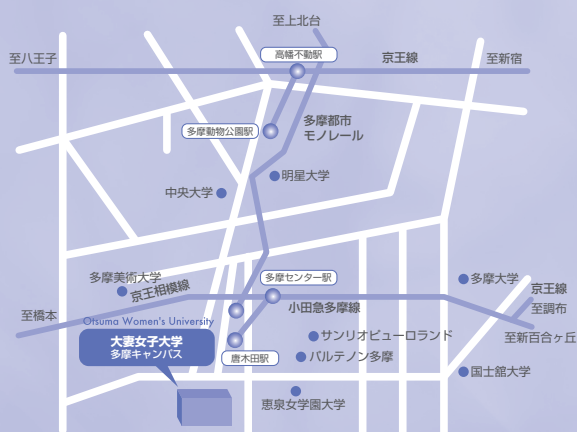 至上北台
至八王子
高幡不動駅
京王線
至新宿
多摩動物公園駅
多摩都市
モノレール
中央大学
明星大学
多摩美術大学
京王相模線
多摩センター駅
多摩大学
京王線
至調布
至橋本
小田急多摩線
至新百合ヶ丘
Otsuma Women's University
大妻女子大学
多摩キャンパス
唐木田駅
サンリオピューロランド
パルテノン多摩
国士館大学
恵泉女学園大学